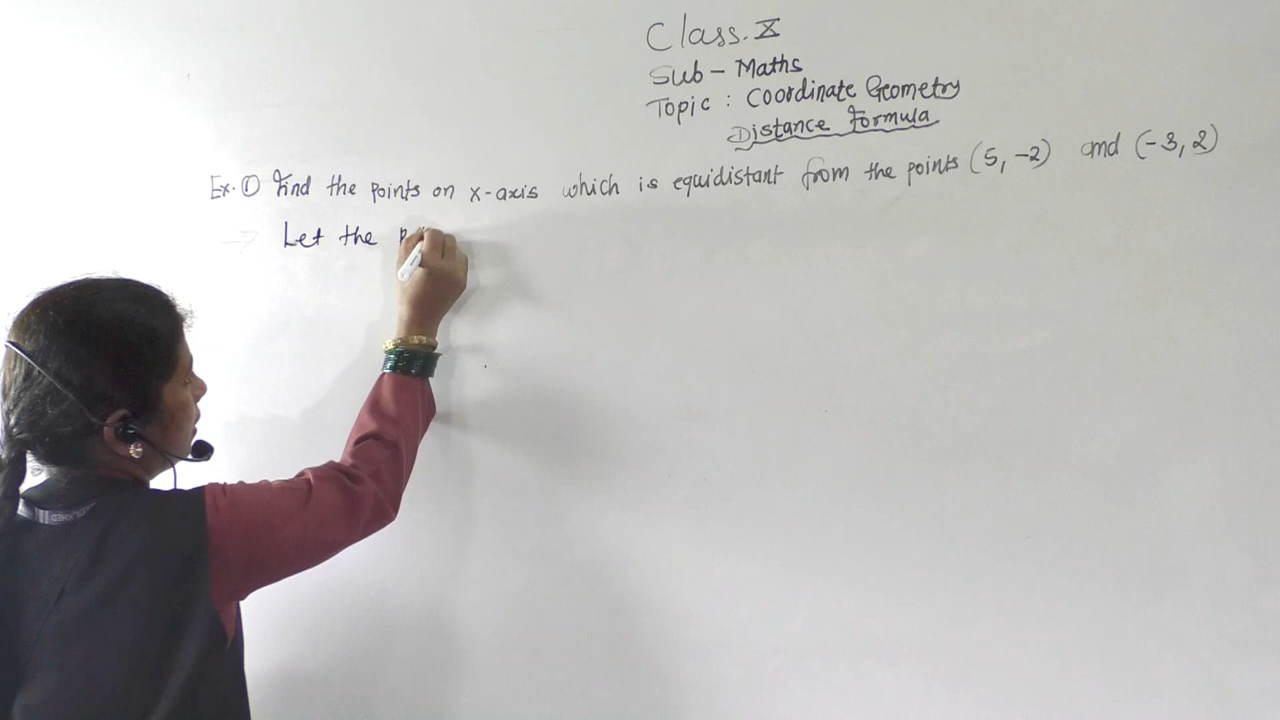 Class. X
Sub - Maths
Topic : Coordinate Geometry
Distance Formula
Ex. ① Find the points on x-axis which is equidistant from the points (5, -2) and (-3, 2)
→ Let the